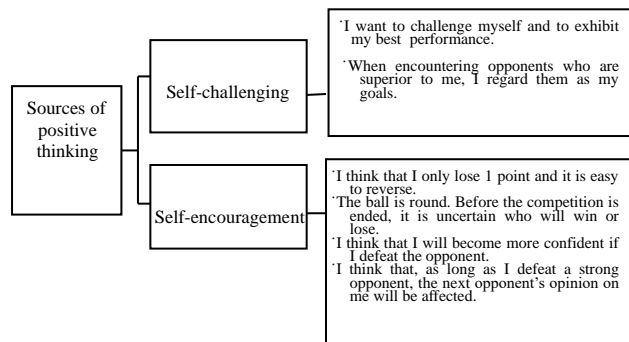 Sources of
positive
thinking
Self-challenging
˙I want to challenge myself and to exhibit
my best performance.
˙When encountering opponents who are
superior to me, I regard them as my
goals.
Self-encouragement
˙I think that I only lose 1 point and it is easy
to reverse.
˙The ball is round. Before the competition is
ended, it is uncertain who will win or
lose.
˙I think that I will become more confident if
I defeat the opponent.
˙I think that, as long as I defeat a strong
opponent, the next opponent’s opinion on
me will be affected.